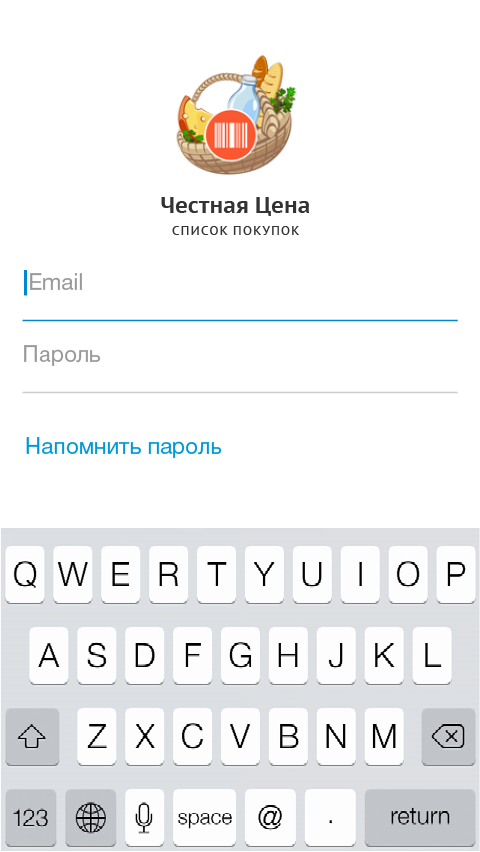 Честная Цена
список покупок
Email
Пароль
Напомнить пароль
Q W E R T Y U I O P
A S D F G H J K L
Z X C V B N M
123 space @ . return